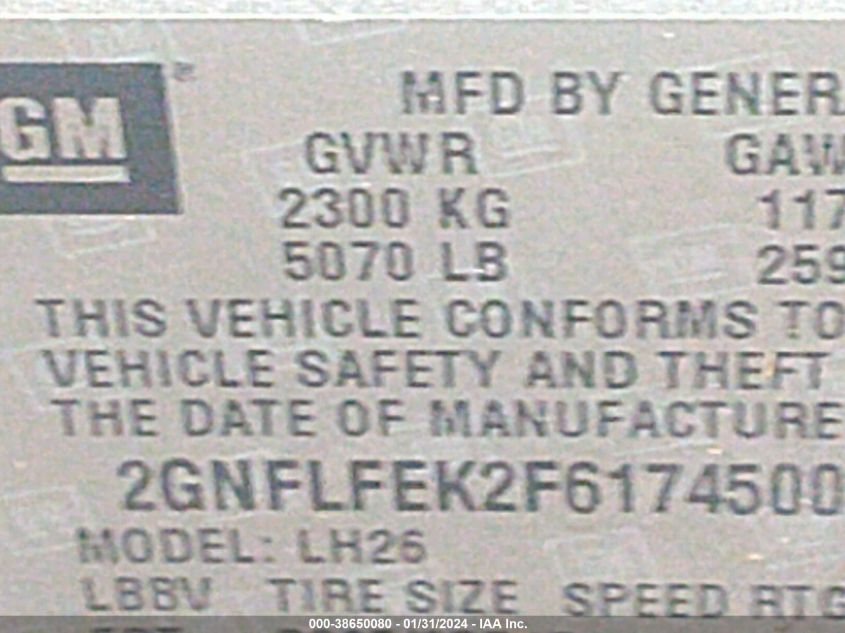 GM
MFD BY GENER
GVWR GAW
2300 KG 117
5070 LB 259
THIS VEHICLE CONFORMS TO
VEHICLE SAFETY AND THEFT
THE DATE OF MANUFACTURE
2GNFLFEK2F6174500
MODEL: LH26
LBBV TIRE SIZE SPEED RTG
000-38650080 - 01/31/2024 - IAA Inc.